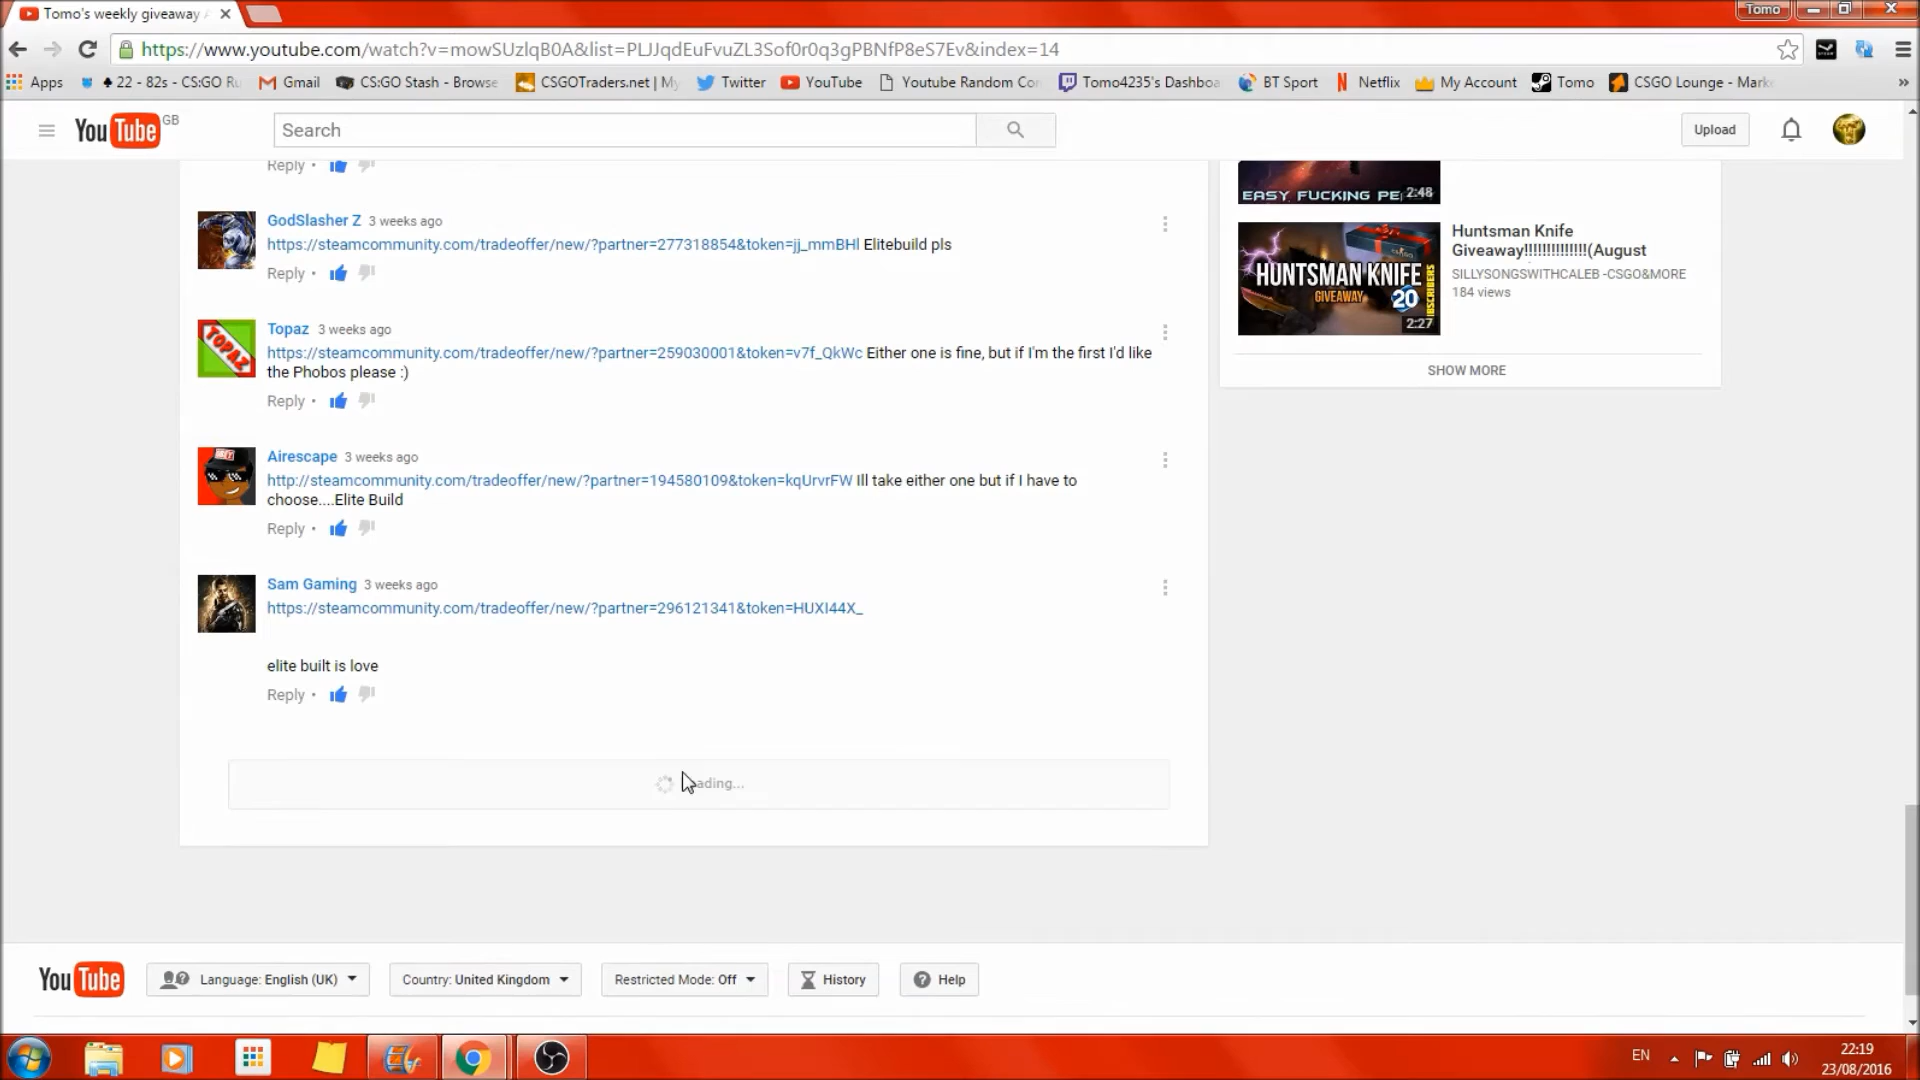 Tomo's weekly giveaway A
Tomo
https://www.youtube.com/watch?v=mowSUzlqB0A&list=PLJJqdEuFvuZL3Sof0r0q3gPBNfP8eS7Ev&index=14
Apps
♠ 22 - 82s - CS:GO Ru
Gmail
CS:GO Stash - Browse
CSGOTraders.net | My
Twitter
YouTube
Youtube Random Con
Tomo4235's Dashboa
BT Sport
Netflix
My Account
Tomo
CSGO Lounge - Marke
»
YouTube GB
Search
Upload
Reply •
GodSlasher Z 3 weeks ago
https://steamcommunity.com/tradeoffer/new/?partner=277318854&token=jj_mmBHl Elitebuild pls
Reply •
Topaz 3 weeks ago
TOPAZ
https://steamcommunity.com/tradeoffer/new/?partner=259030001&token=v7f_QkWc Either one is fine, but if I'm the first I'd like
the Phobos please :)
Reply •
Airescape 3 weeks ago
OBEY
http://steamcommunity.com/tradeoffer/new/?partner=194580109&token=kqUrvrFW Ill take either one but if I have to
choose....Elite Build
Reply •
Sam Gaming 3 weeks ago
https://steamcommunity.com/tradeoffer/new/?partner=296121341&token=HUXI44X_
elite built is love
Reply •
ading...
EASY FUCKING PE
2:48
HUNTSMAN KNIFE
GIVEAWAY
20
2:27
Huntsman Knife
Giveaway!!!!!!!!!!!!!!(August
SILLYSONGSWITHCALEB -CSGO&MORE
184 views
SHOW MORE
YouTube
Language: English (UK)
Country: United Kingdom
Restricted Mode: Off
History
Help
EN
22:19
23/08/2016